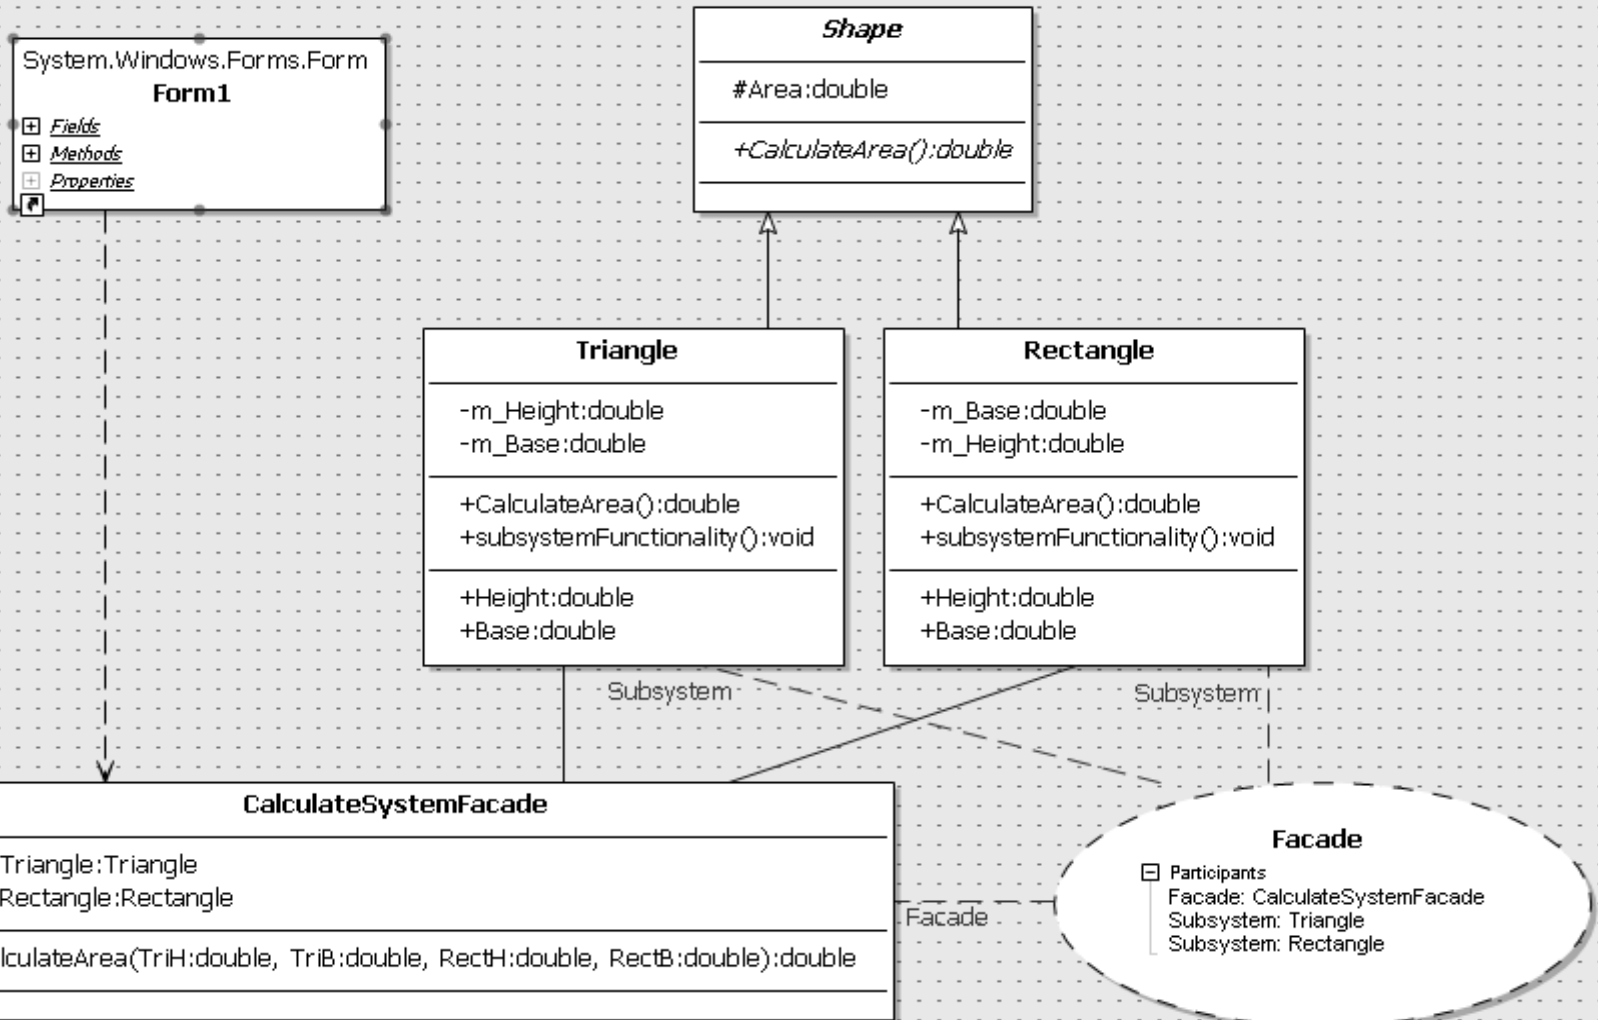 System.Windows.Forms.Form
Form1
Fields
Methods
Properties
Shape
#Area:double
+CalculateArea():double
Triangle
-m_Height:double
-m_Base:double
+CalculateArea():double
+subsystemFunctionality():void
+Height:double
+Base:double
Rectangle
-m_Base:double
-m_Height:double
+CalculateArea():double
+subsystemFunctionality():void
+Height:double
+Base:double
Subsystem
Subsystem
CalculateSystemFacade
Triangle:Triangle
Rectangle:Rectangle
lculateArea(TriH:double, TriB:double, RectH:double, RectB:double):double
Facade
Facade
Participants
Facade: CalculateSystemFacade
Subsystem: Triangle
Subsystem: Rectangle